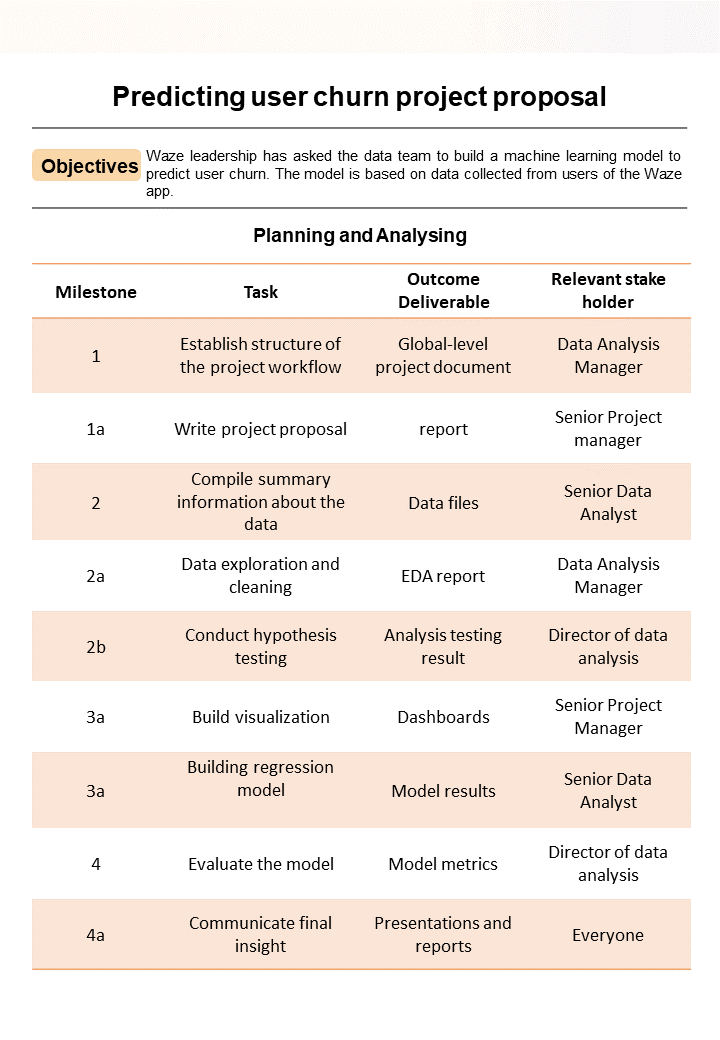 Predicting user churn project proposal
Objectives
Waze leadership has asked the data team to build a machine learning model to
predict user churn. The model is based on data collected from users of the Waze
app.
Planning and Analysing
Milestone
Task
Outcome
Deliverable
Relevant stake
holder
1
Establish structure of
the project workflow
Global-level
project document
Data Analysis
Manager
1a
Write project proposal
report
Senior Project
manager
2
Compile summary
information about the
data
Data files
Senior Data
Analyst
2a
Data exploration and
cleaning
EDA report
Data Analysis
Manager
2b
Conduct hypothesis
testing
Analysis testing
result
Director of data
analysis
3a
Build visualization
Dashboards
Senior Project
Manager
3a
Building regression
model
Model results
Senior Data
Analyst
4
Evaluate the model
Model metrics
Director of data
analysis
4a
Communicate final
insight
Presentations and
reports
Everyone